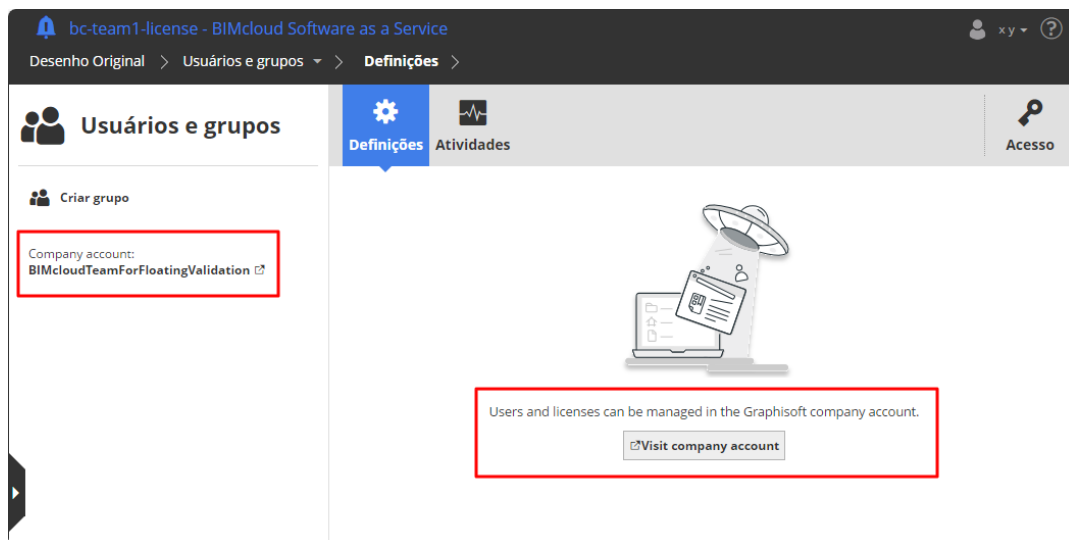 bc-team1-license - BIMcloud Software as a Service
x y
?
Desenho Original > Usuários e grupos > Definições >
Usuários e grupos
Definições
Atividades
Acesso
Criar grupo
Company account:
BIMcloudTeamForFloatingValidation
Users and licenses can be managed in the Graphisoft company account.
Visit company account